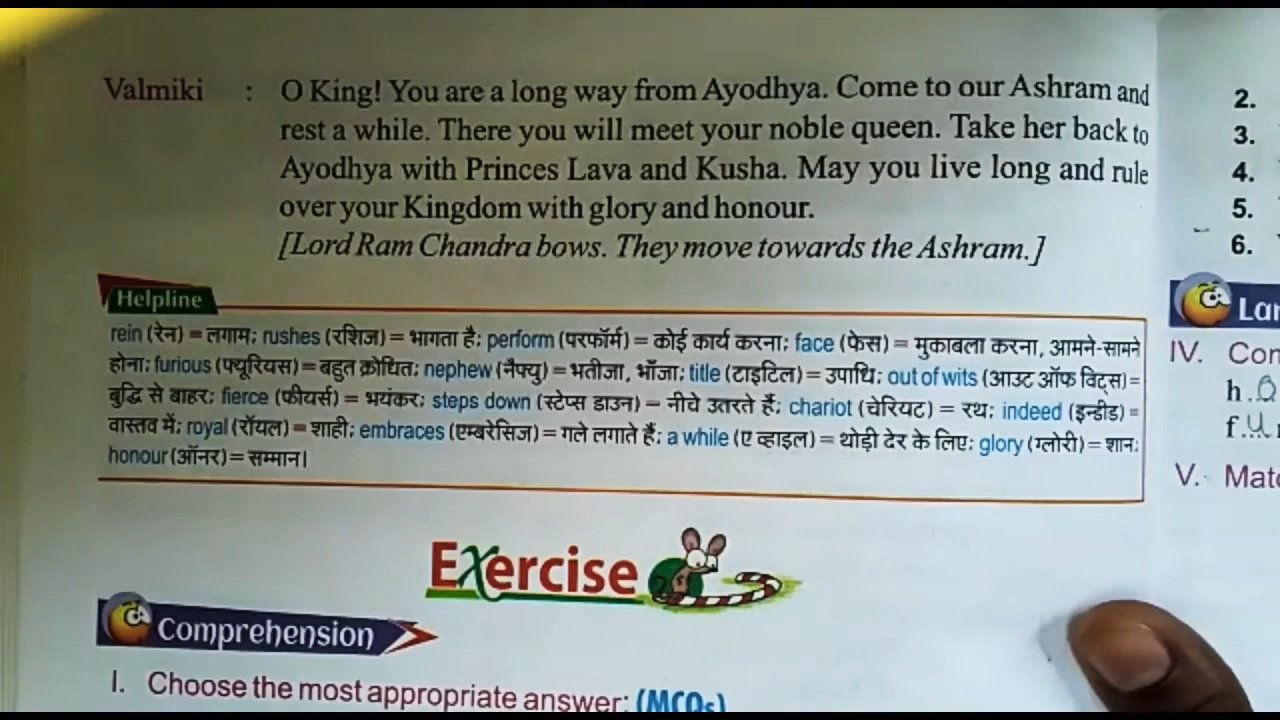 Valmiki : O King! You are a long way from Ayodhya. Come to our Ashram and
rest a while. There you will meet your noble queen. Take her back to
Ayodhya with Princes Lava and Kusha. May you live long and rule
over your Kingdom with glory and honour.
[Lord Ram Chandra bows. They move towards the Ashram.]
Helpline
rein (रेन) = लगाम; rushes (रशिज) = भागता है; perform (परफॉर्म) = कोई कार्य करना; face (फेस) = मुकाबला करना, आमने-सामने
होना; furious (फ्यूरियस) = बहुत क्रोधित; nephew (नैफ्यु) = भतीजा, भाँजा; title (टाइटिल) = उपाधि; out of wits (आउट ऑफ विट्स) =
बुद्धि से बाहर; fierce (फीयर्स) = भयंकर; steps down (स्टेप्स डाउन) = नीचे उतरते हैं; chariot (चेरियट) = रथ; indeed (इन्डीड) =
वास्तव में; royal (रॉयल) = शाही; embraces (एम्बरेसिज) = गले लगाते हैं; a while (ए व्हाइल) = थोड़ी देर के लिए; glory (ग्लोरी) = शान;
honour (ऑनर) = सम्मान।
Exercise
Comprehension
I. Choose the most appropriate answer: (MCQs)
2.
3.
4.
5.
6.
IV.
h
f..u
V.